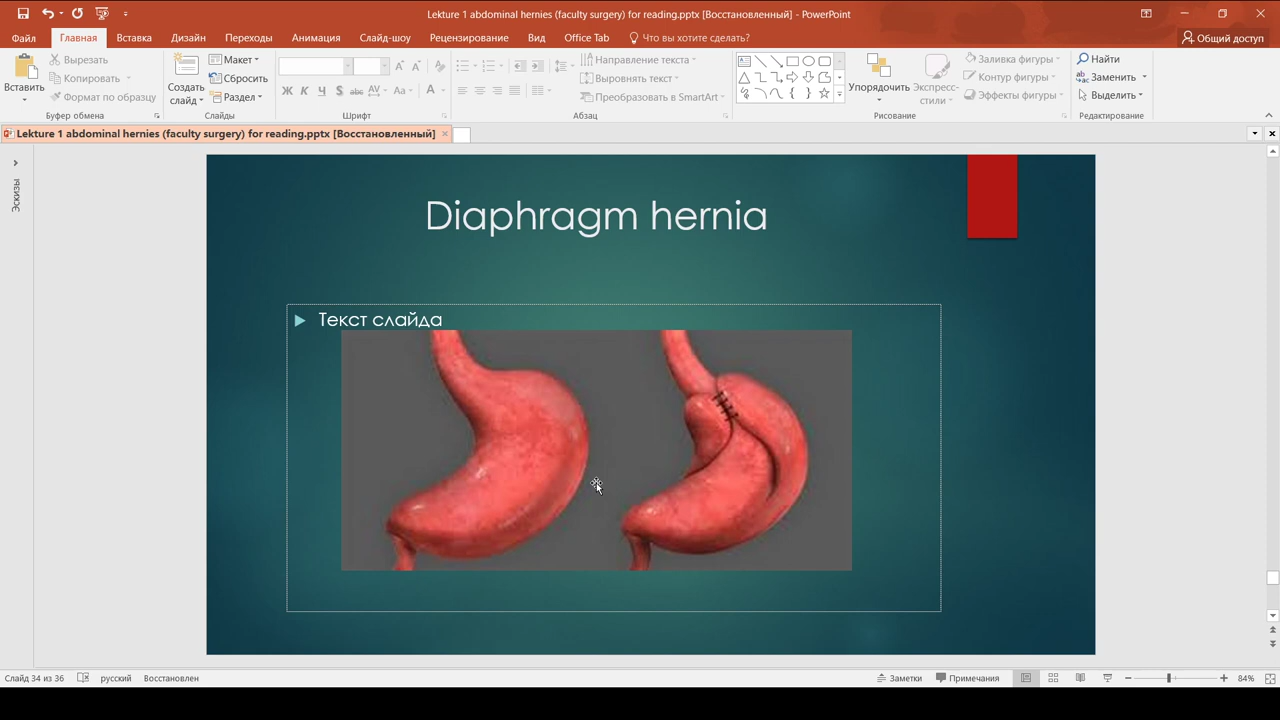 Lekture 1 abdominal hernies (faculty surgery) for reading.pptx [Восстановленный] - PowerPoint
Файл Главная Вставка Дизайн Переходы Анимация Слайд-шоу Рецензирование Вид Office Tab Что вы хотите сделать? Общий доступ
Вставить
Вырезать
Копировать
Формат по образцу
Буфер обмена
Создать
слайд
Макет
Сбросить
Раздел
Слайды
Ж К Ч S abc AV Aa A
Шрифт
Направление текста
Выровнять текст
Преобразовать в SmartArt
Абзац
Упорядочить
Экспресс-
стили
Заливка фигуры
Контур фигуры
Эффекты фигуры
Рисование
Найти
Заменить
Выделить
Редактирование
Lekture 1 abdominal hernies (faculty surgery) for reading.pptx [Восстановленный]
Эскизы
Diaphragm hernia
Текст слайда
Слайд 34 из 36 русский Восстановлен Заметки Примечания 84%